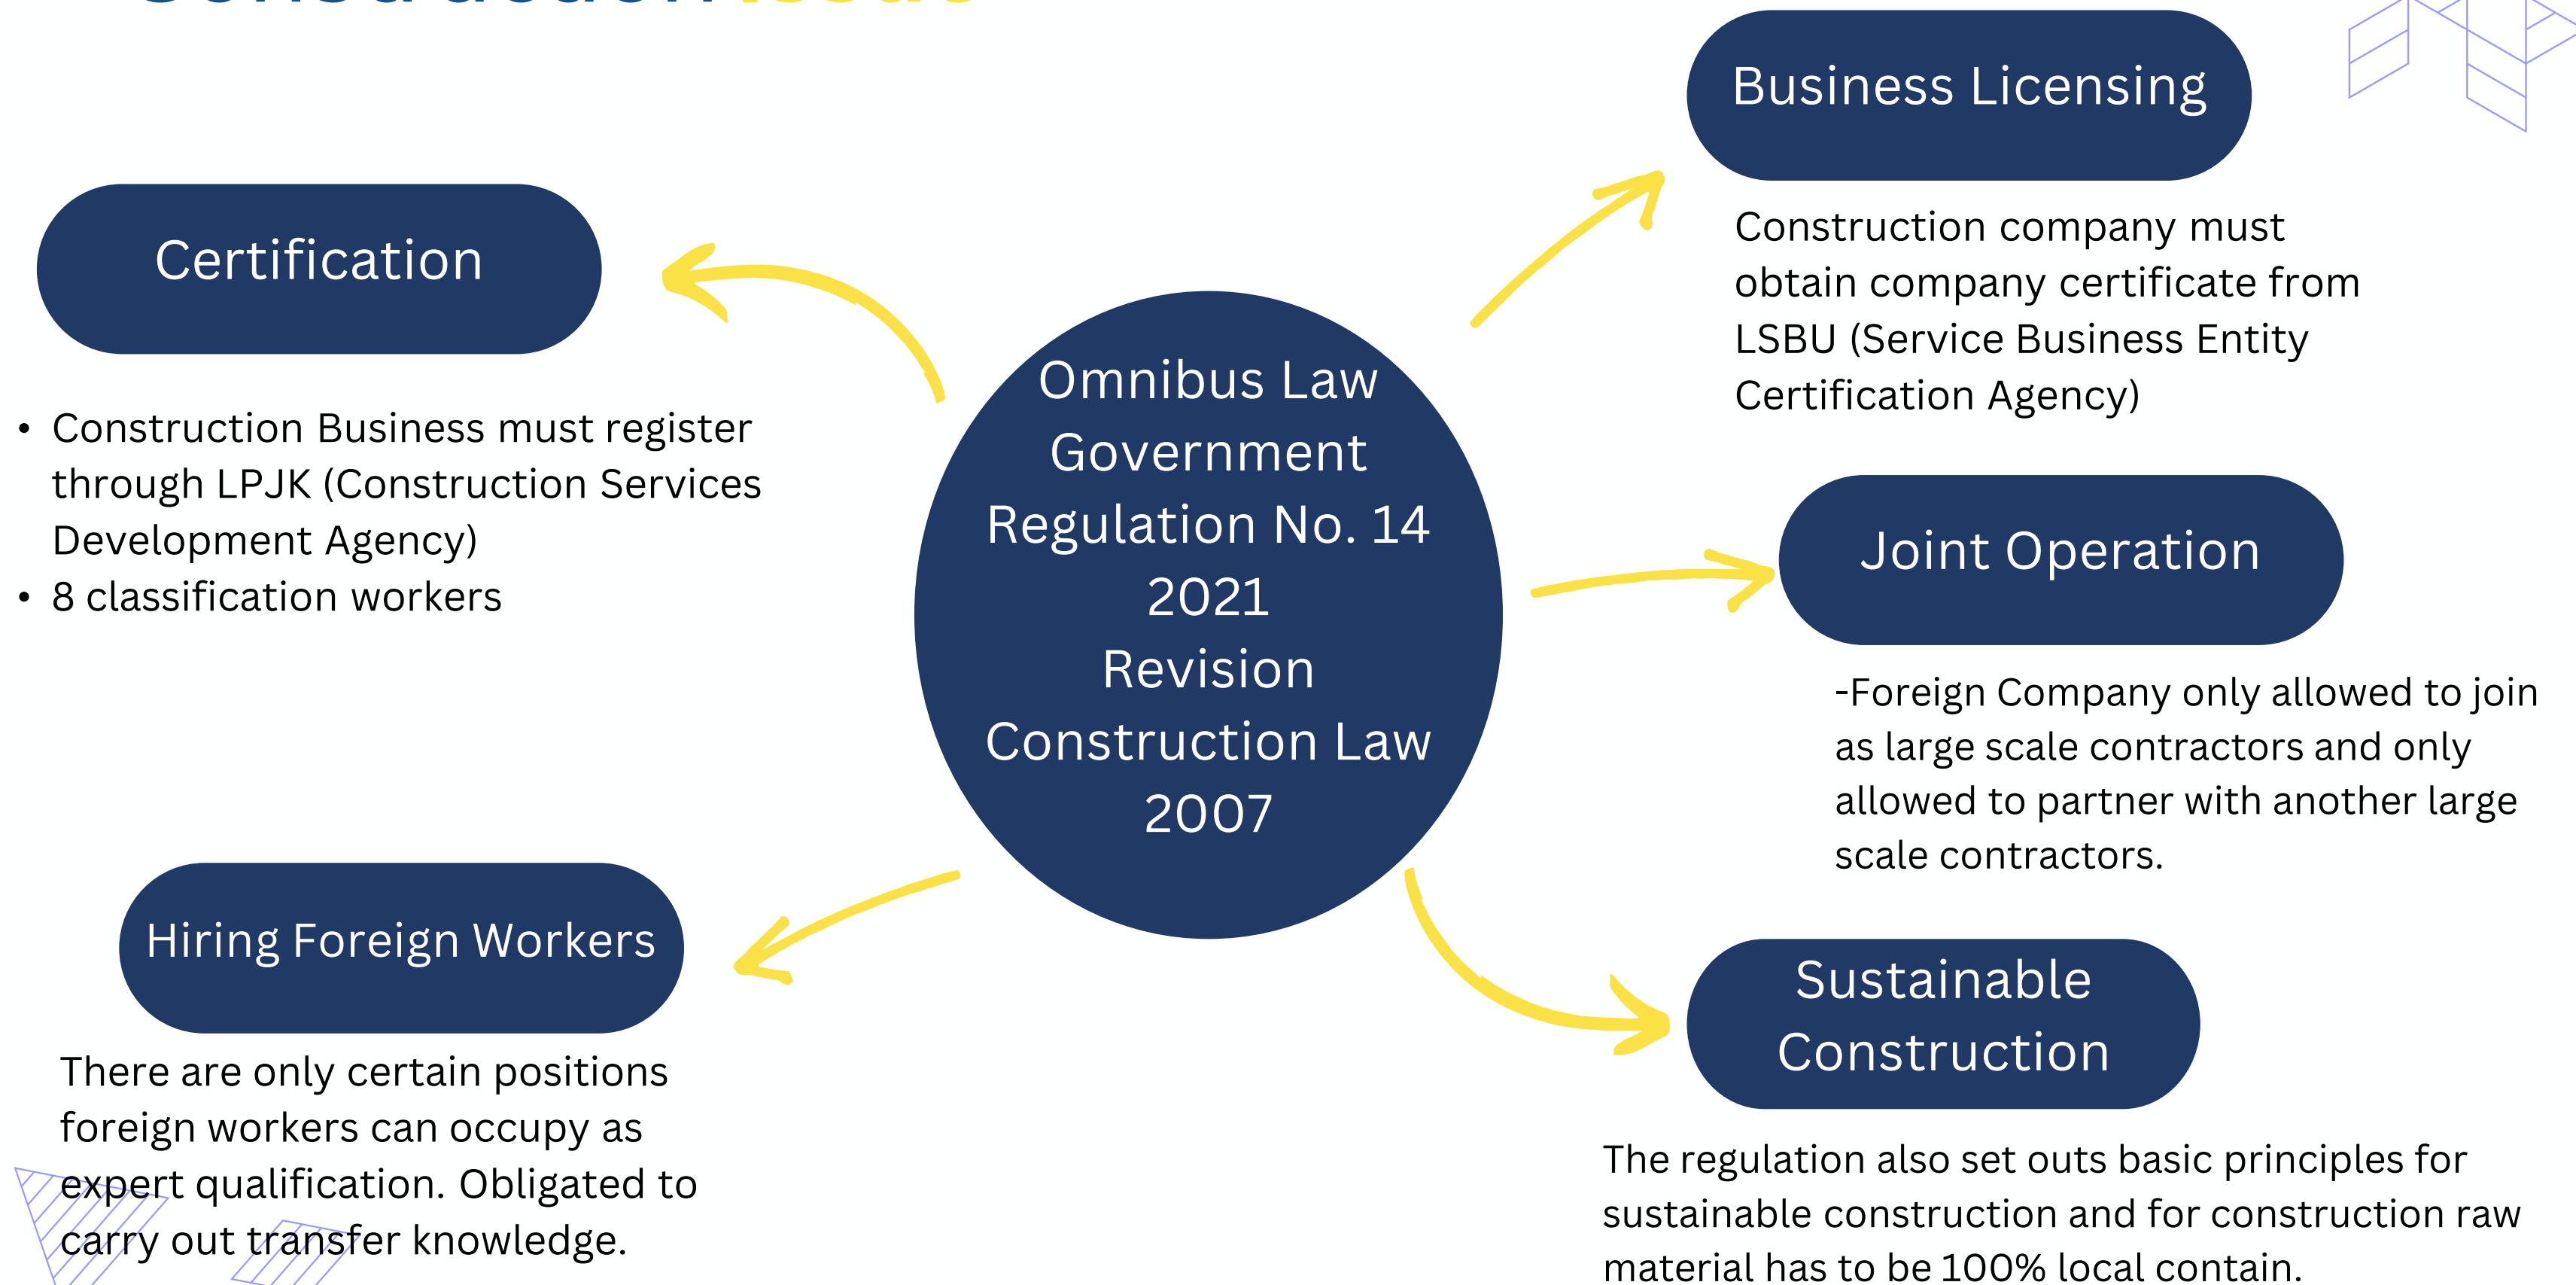 Certification
• Construction Business must register
through LPJK (Construction Services
Development Agency)
• 8 classification workers
Hiring Foreign Workers
There are only certain positions
foreign workers can occupy as
expert qualification. Obligated to
carry out transfer knowledge.
Omnibus Law
Government
Regulation No. 14
2021
Revision
Construction Law
2007
Business Licensing
Construction company must
obtain company certificate from
LSBU (Service Business Entity
Certification Agency)
Joint Operation
-Foreign Company only allowed to join
as large scale contractors and only
allowed to partner with another large
scale contractors.
Sustainable
Construction
The regulation also set outs basic principles for
sustainable construction and for construction raw
material has to be 100% local contain.